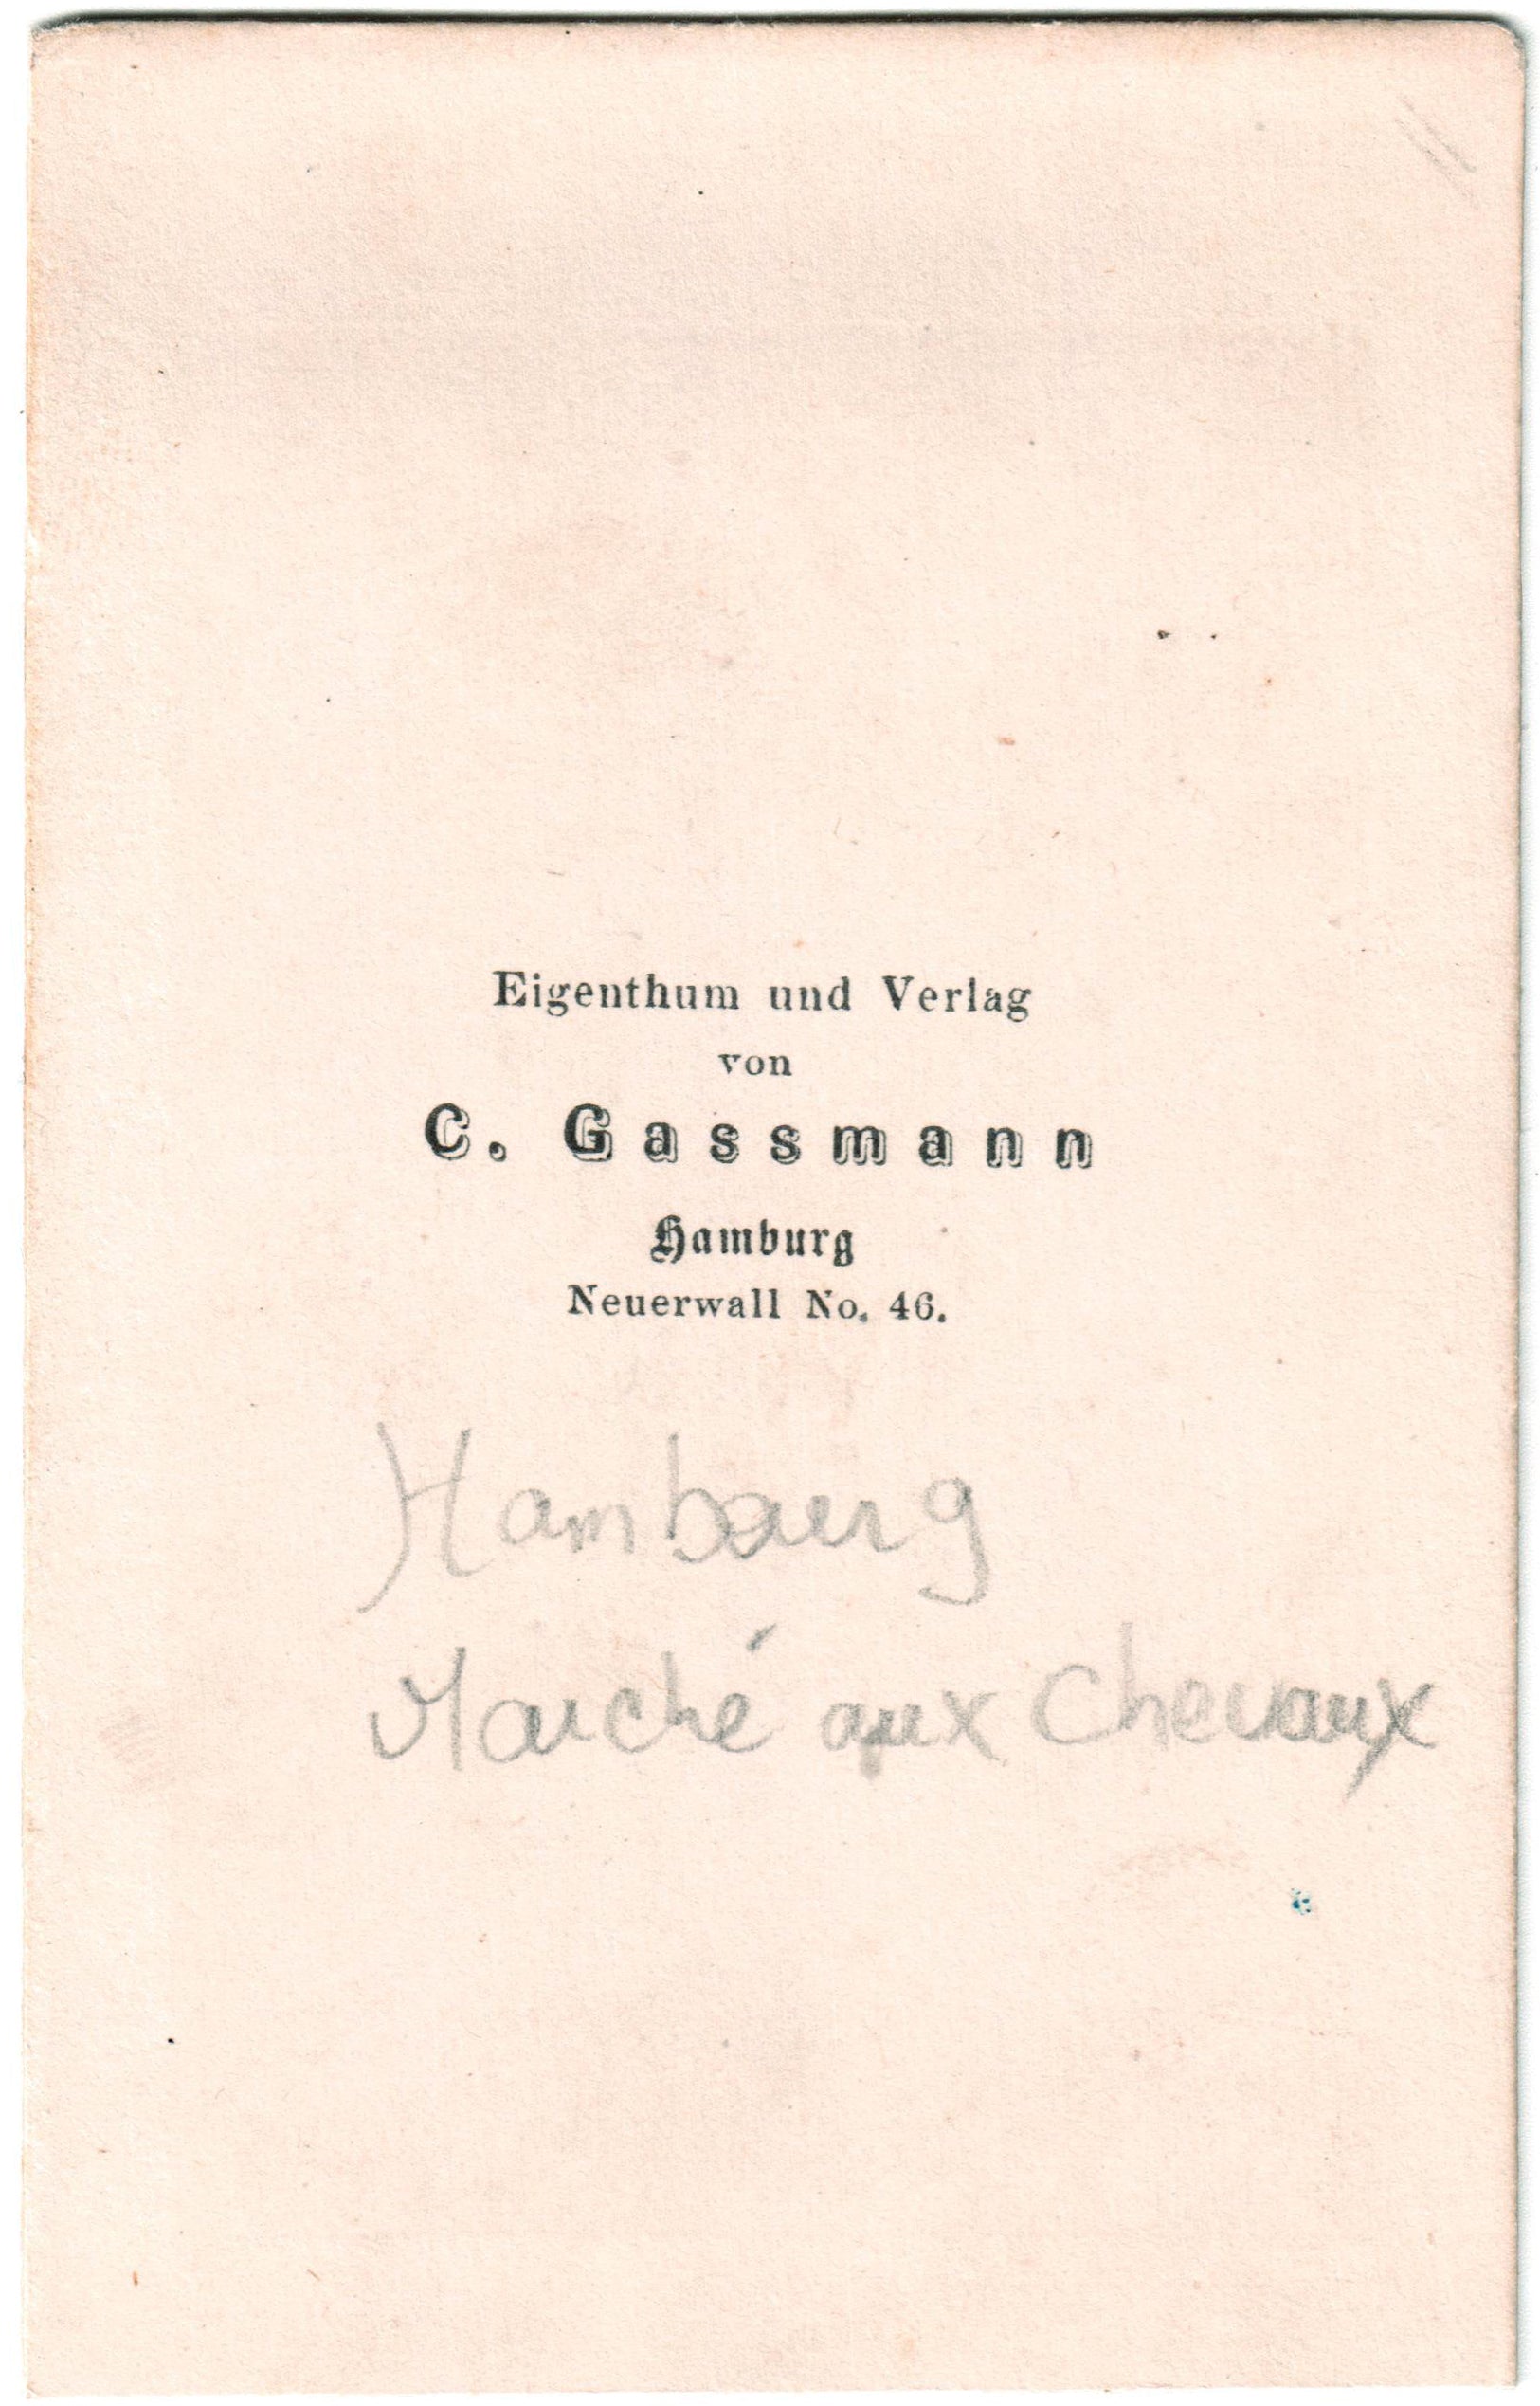 Eigenthum und Verlag
von
C. Gassmann
Hamburg
Neuerwall No. 46.
Hambourg
Marché aux Chevaux